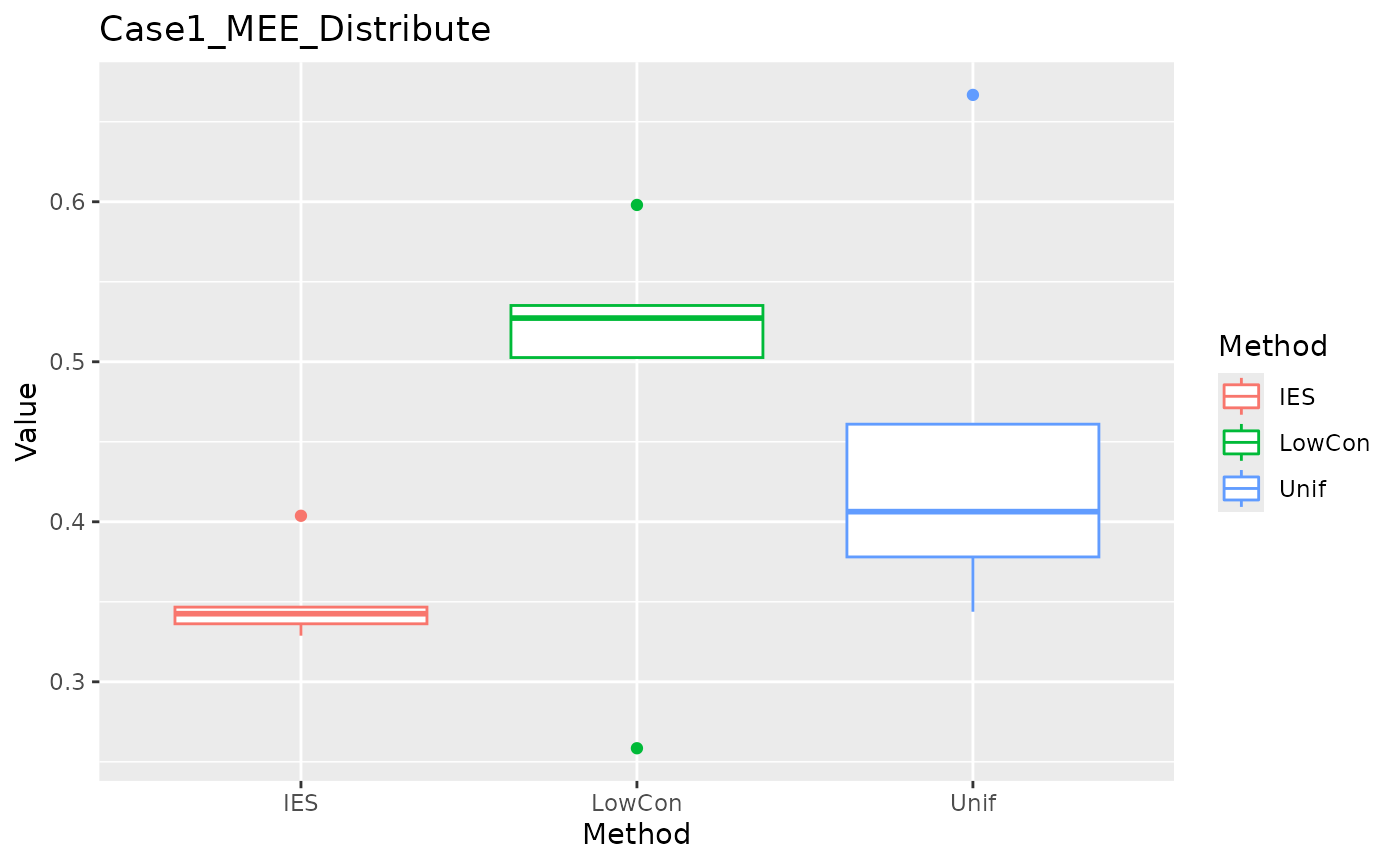 Case1_MEE_Distribute
0.6
0.5
0.4
0.3
Value
IES
LowCon
Unif
Method
Method
IES
LowCon
Unif